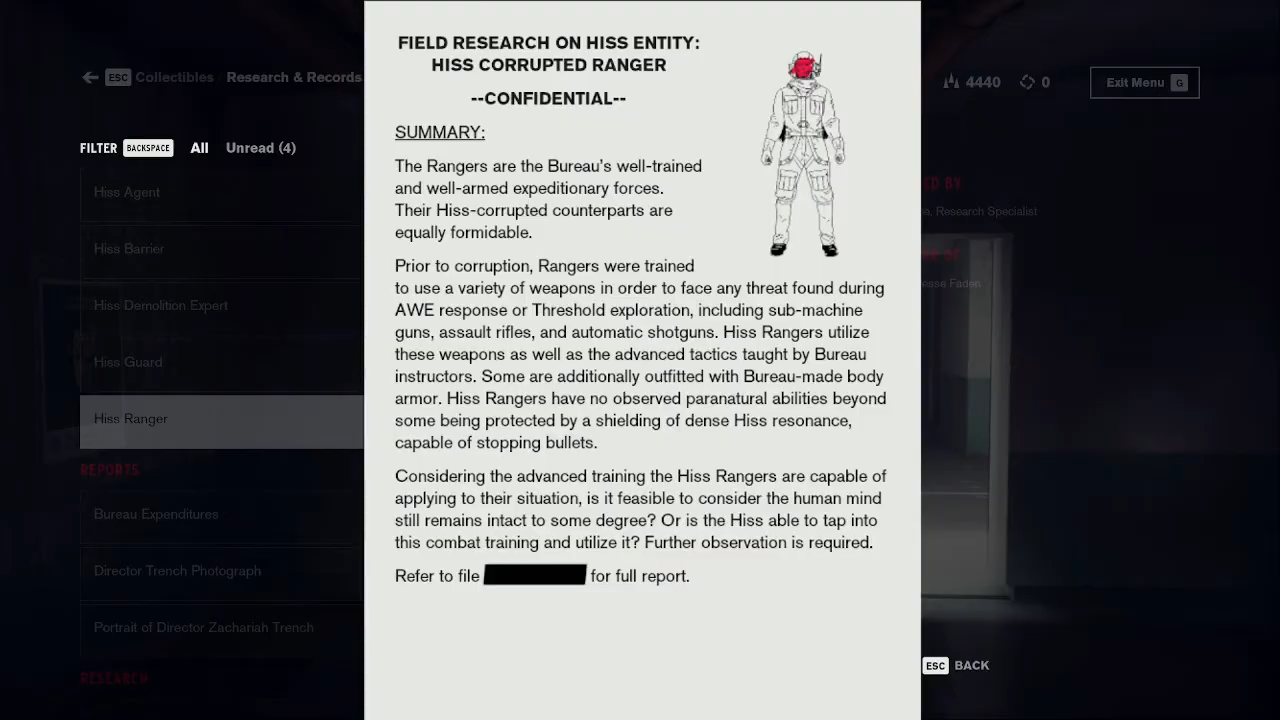 FIELD RESEARCH ON HISS ENTITY:
HISS CORRUPTED RANGER
--CONFIDENTIAL--
SUMMARY:
The Rangers are the Bureau's well-trained
and well-armed expeditionary forces.
Their Hiss-corrupted counterparts are
equally formidable.
Prior to corruption, Rangers were trained
to use a variety of weapons in order to face any threat found during
AWE response or Threshold exploration, including sub-machine
guns, assault rifles, and automatic shotguns. Hiss Rangers utilize
these weapons as well as the advanced tactics taught by Bureau
instructors. Some are additionally outfitted with Bureau-made body
armor. Hiss Rangers have no observed paranatural abilities beyond
some being protected by a shielding of dense Hiss resonance,
capable of stopping bullets.
Considering the advanced training the Hiss Rangers are capable of
applying to their situation, is it feasible to consider the human mind
still remains intact to some degree? Or is the Hiss able to tap into
this combat training and utilize it? Further observation is required.
Refer to file for full report.
ESC Collectibles / Research & Records
4440 0
Exit Menu G
FILTER BACKSPACE All Unread (4)
Hiss Agent
Hiss Barrier
Hiss Demolition Expert
Hiss Guard
Hiss Ranger
REPORTS
Bureau Expenditures
Director Trench Photograph
Portrait of Director Zachariah Trench
RESEARCH
BY
Research Specialist
Faden
ESC BACK